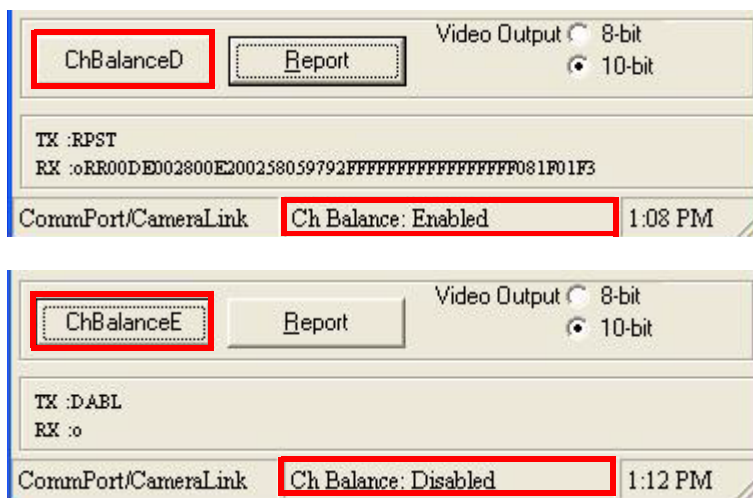 Video Output 8-bit
ChBalanceD Report 10-bit
TX :RPST
RX :oRR00DE002800E200258059792FFFFFFFFFFFFFFFFFF081F01F3
CommPort/CameraLink Ch Balance: Enabled 1:08 PM
Video Output 8-bit
ChBalanceE Report 10-bit
TX :DABL
RX :o
CommPort/CameraLink Ch Balance: Disabled 1:12 PM